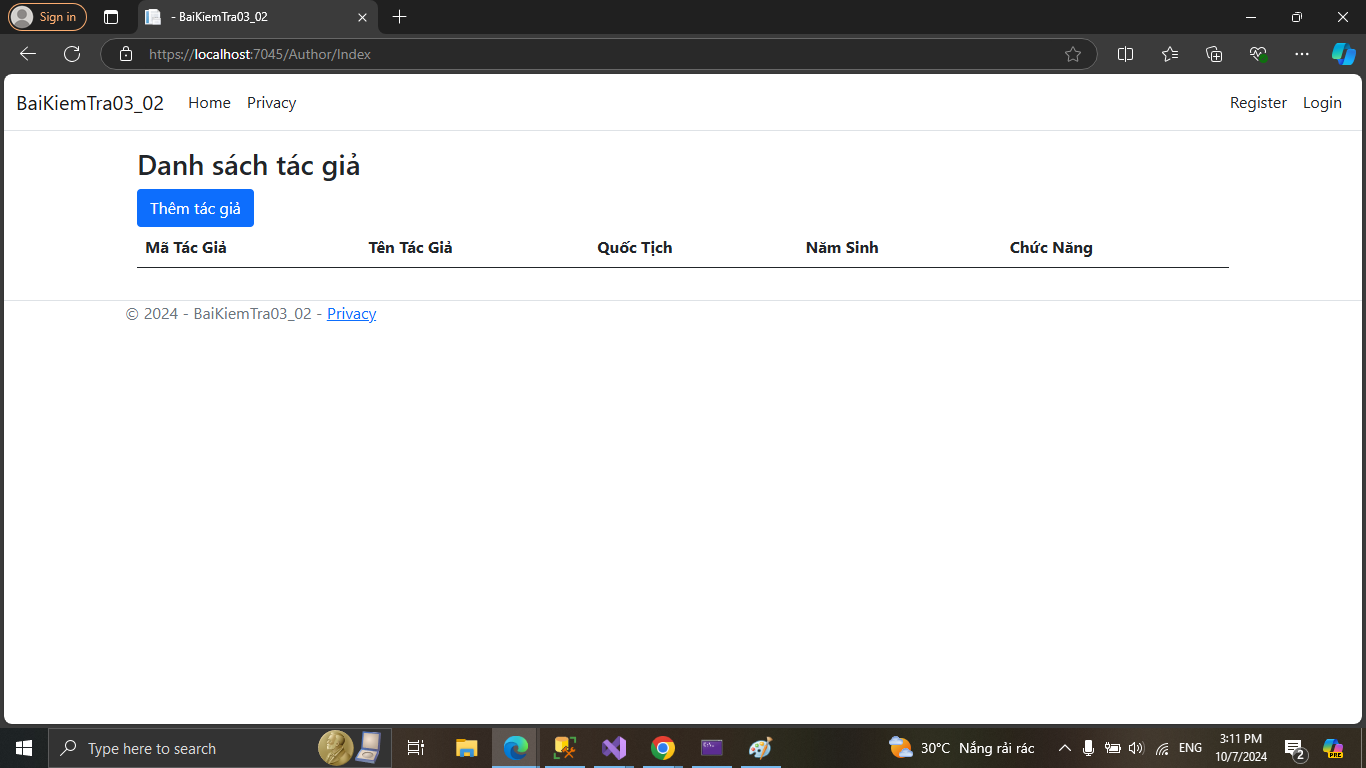 Sign in
- BaiKiemTra03_02
https://localhost:7045/Author/Index
BaiKiemTra03_02 Home Privacy Register Login
Danh sách tác giả
Thêm tác giả
Mã Tác Giả Tên Tác Giả Quốc Tịch Năm Sinh Chức Năng
© 2024 - BaiKiemTra03_02 - Privacy
Type here to search
30°C Nắng rải rác
ENG
3:11 PM
10/7/2024
2
PRE